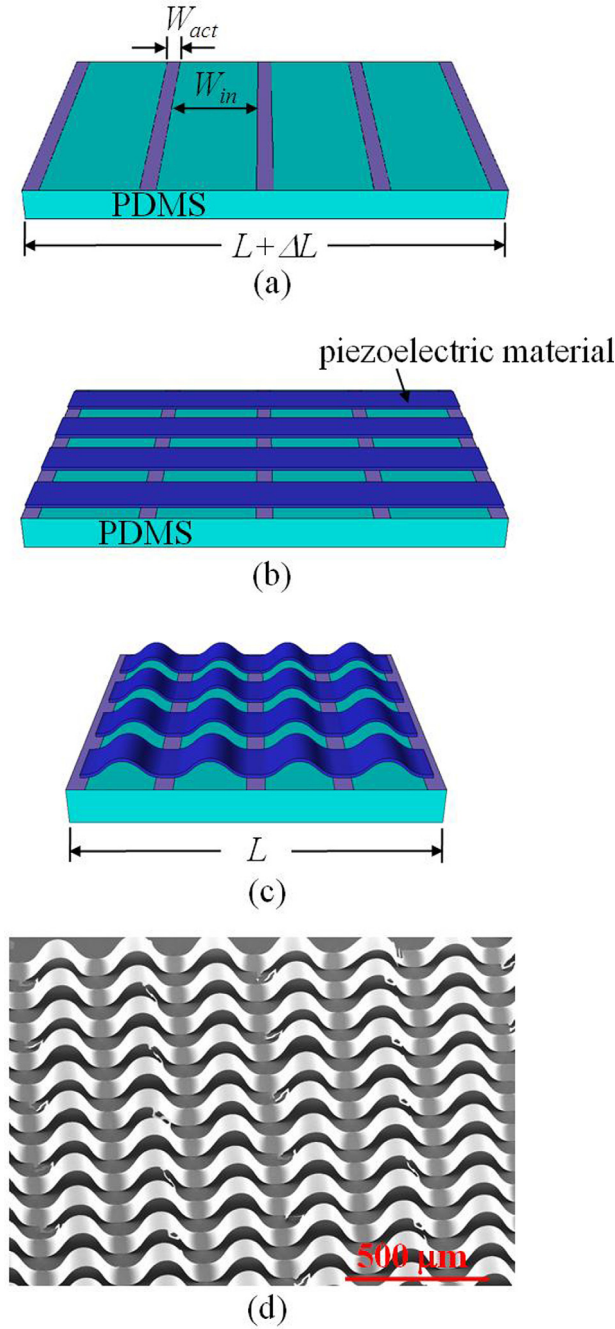 W_act
W_in
PDMS
L + ΔL
(a)
piezoelectric material
PDMS
(b)
L
(c)
500 μm
(d)